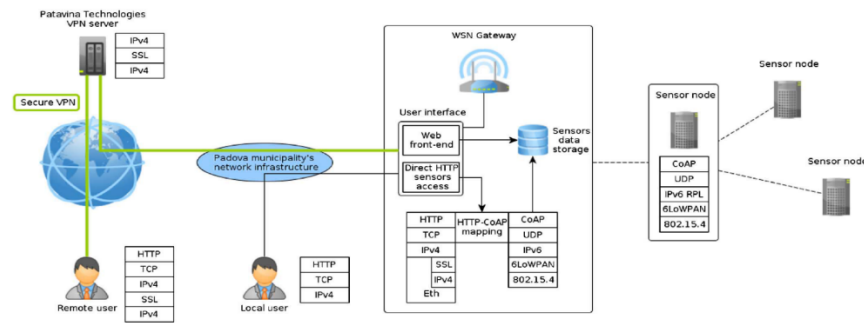 Patavina Technologies
VPN server
IPv4
SSL
IPv4
Secure VPN
Padova municipality's
network infrastructure
HTTP
TCP
IPv4
SSL
IPv4
Remote user
HTTP
TCP
IPv4
Local user
WSN Gateway
User interface
Web
front-end
Direct HTTP
sensors
access
Sensors
data
storage
HTTP
TCP
IPv4
SSL
IPv4
Eth
HTTP-CoAP
mapping
CoAP
UDP
IPv6
6LoWPAN
802.15.4
Sensor node
CoAP
UDP
IPv6 RPL
6LoWPAN
802.15.4
Sensor node
Sensor node